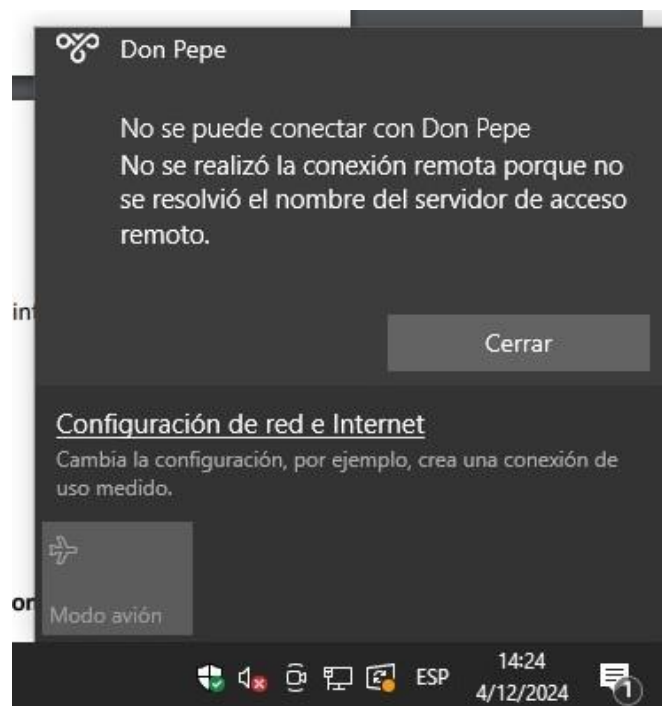 Don Pepe
No se puede conectar con Don Pepe
No se realizó la conexión remota porque no
se resolvió el nombre del servidor de acceso
remoto.
int
Cerrar
Configuración de red e Internet
Cambia la configuración, por ejemplo, crea una conexión de
uso medido.
or
Modo avión
ESP
14:24
4/12/2024
1